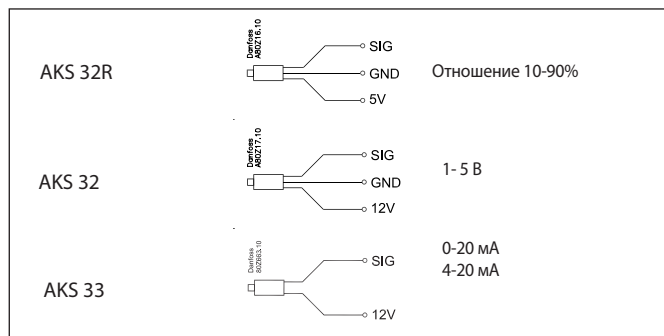 Danfoss
A80Z16.10
SIG
AKS 32R
GND
Отношение 10-90%
5V
Danfoss
A80Z17.10
SIG
1- 5 В
AKS 32
GND
12V
Danfoss
80Z663.10
0-20 мА
SIG
4-20 мА
AKS 33
12V